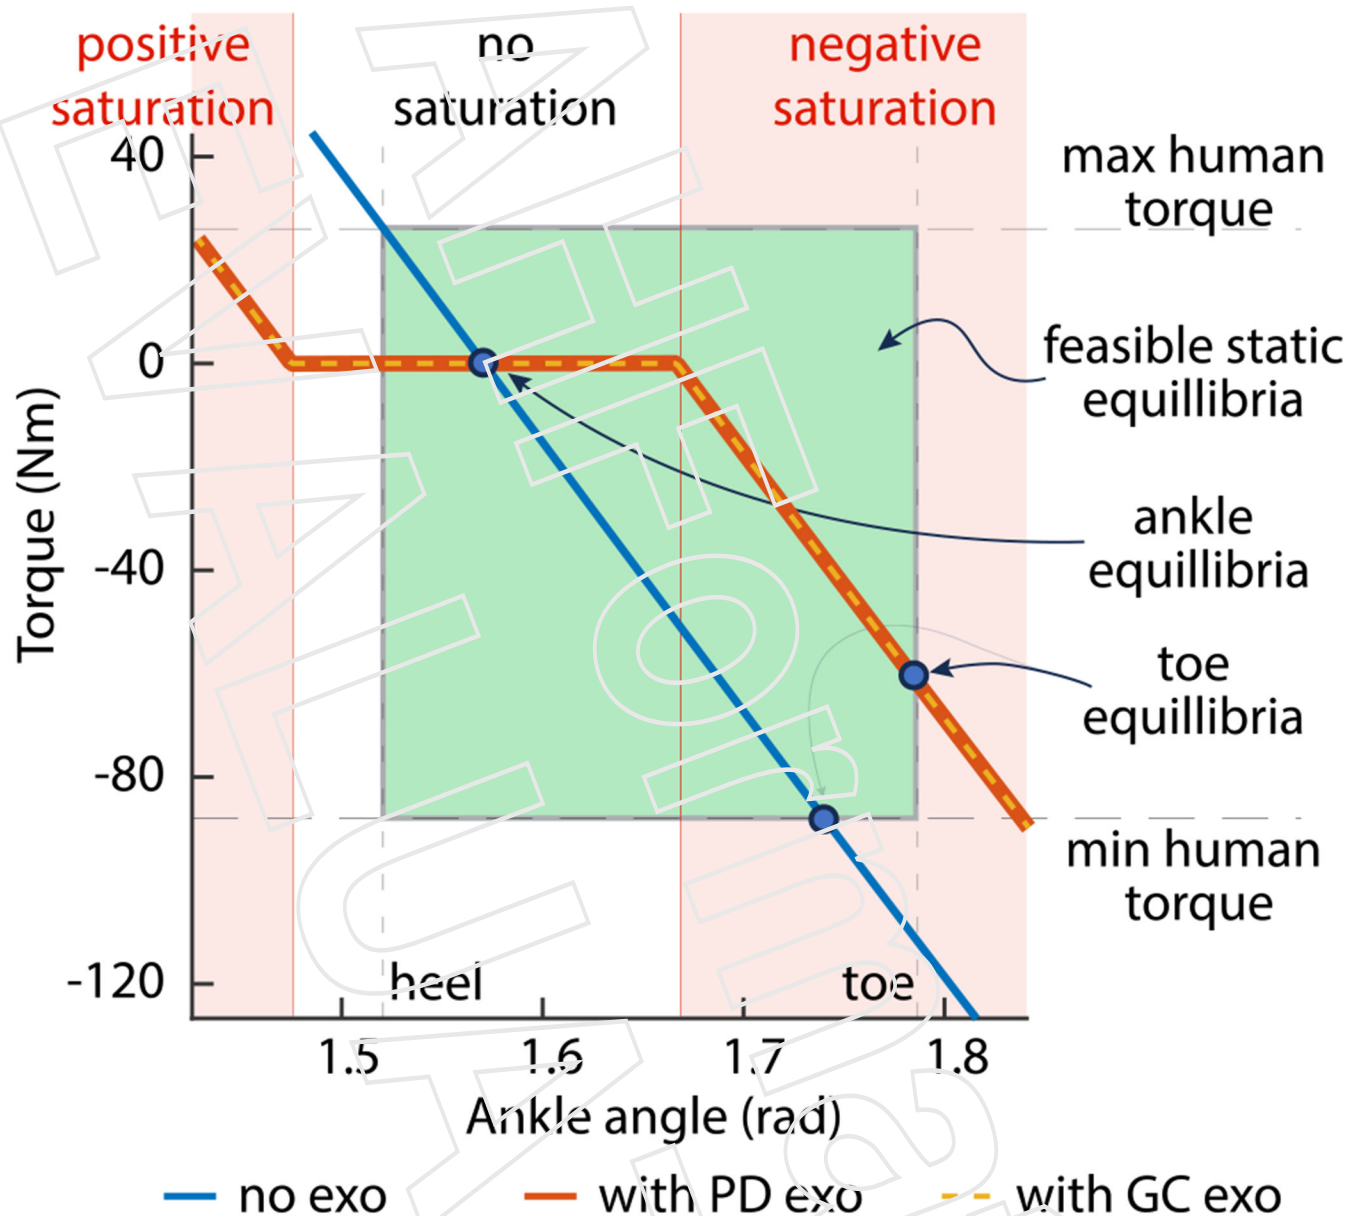 positive
saturation
no
saturation
negative
saturation
40
0
-40
-80
-120
Torque (Nm)
max human
torque
feasible static
equillibria
ankle
equillibria
toe
equillibria
min human
torque
heel
toe
1.5
1.6
1.7
1.8
Ankle angle (rad)
no exo
with PD exo
with GC exo